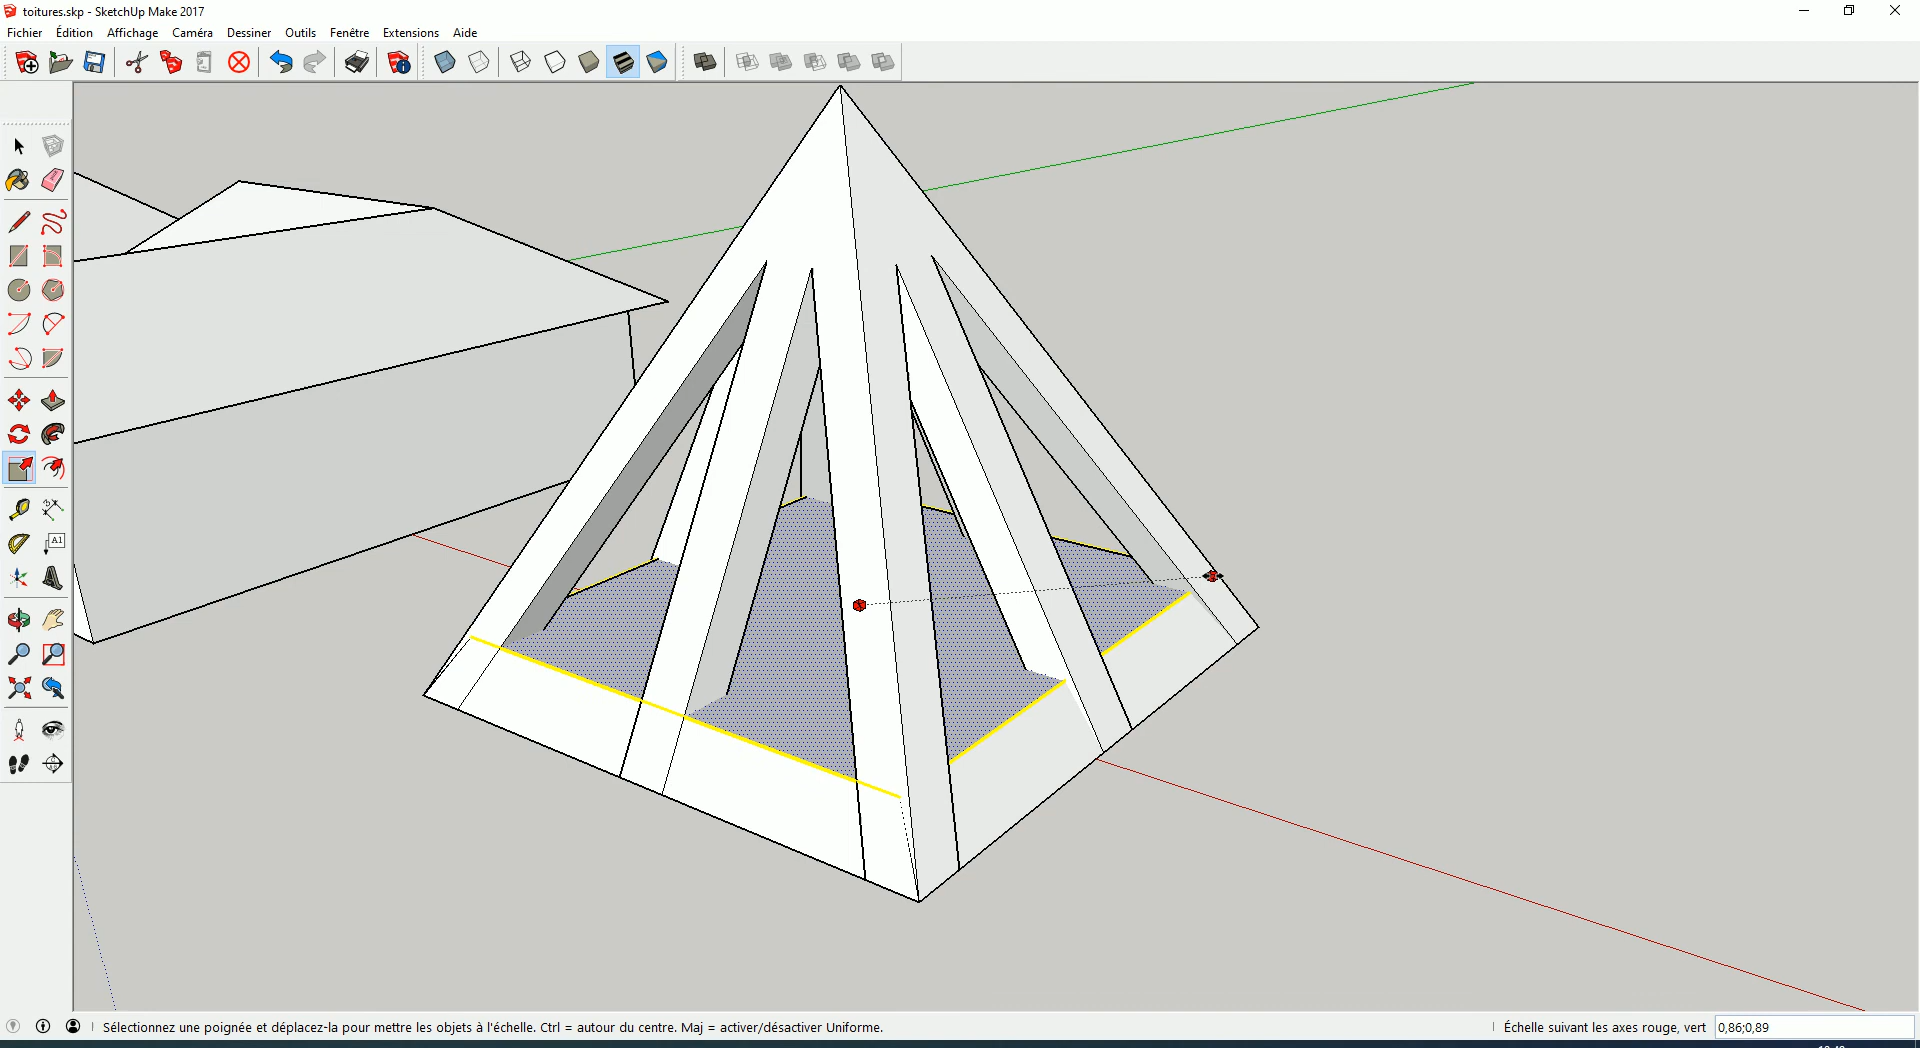 toitures.skp - SketchUp Make 2017
Fichier Édition Affichage Caméra Dessiner Outils Fenêtre Extensions Aide
A1
Sélectionnez une poignée et déplacez-la pour mettre les objets à l'échelle. Ctrl = autour du centre. Maj = activer/désactiver Uniforme.
Échelle suivant les axes rouge, vert 0,86;0,89